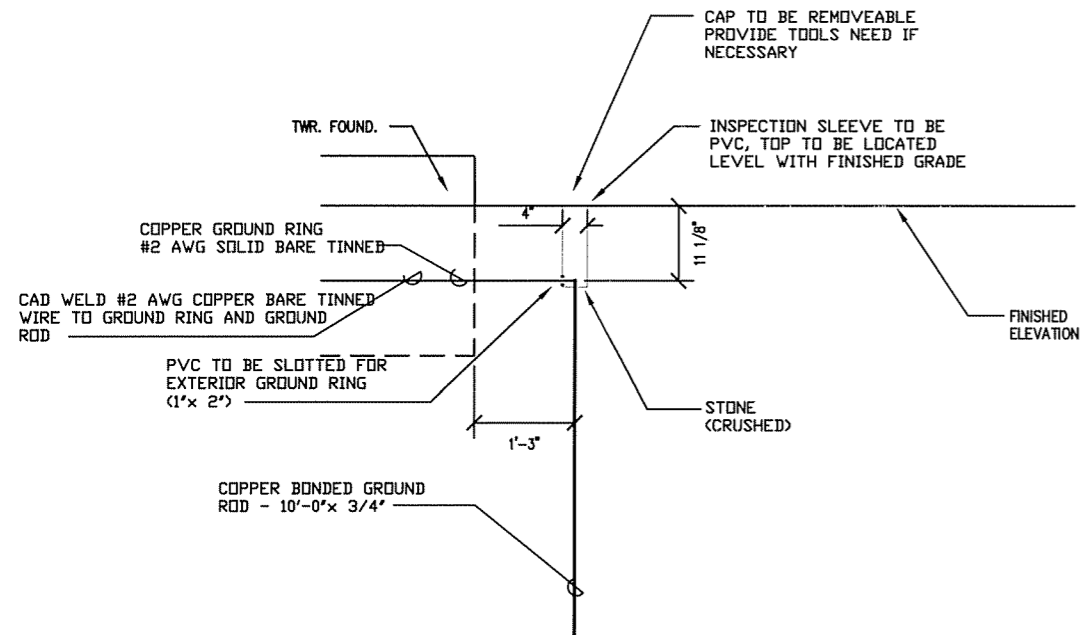 CAP TO BE REMOVEABLE
PROVIDE TOOLS NEED IF
NECESSARY
TWR. FOUND.
INSPECTION SLEEVE TO BE
PVC, TOP TO BE LOCATED
LEVEL WITH FINISHED GRADE
4"
COPPER GROUND RING
#2 AWG SOLID BARE TINNED
11 1/8"
CAD WELD #2 AWG COPPER BARE TINNED
WIRE TO GROUND RING AND GROUND
ROD
FINISHED
ELEVATION
PVC TO BE SLOTTED FOR
EXTERIOR GROUND RING
(1"x 2")
STONE
(CRUSHED)
1'-3"
COPPER BONDED GROUND
ROD - 10'-0"x 3/4"